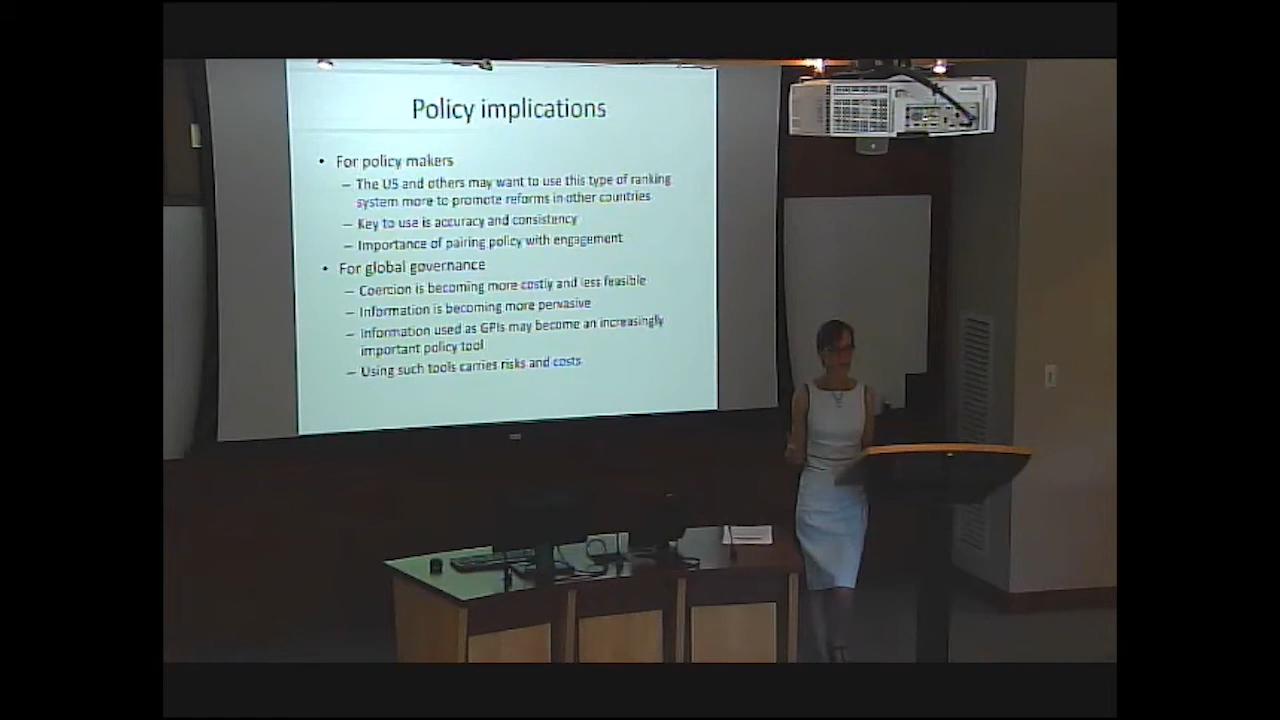 Policy implications
• For policy makers
– The US and others may want to use this type of ranking
system more to promote reforms in other countries
– Key to use is accuracy and consistency
– Importance of pairing policy with engagement
• For global governance
– Coercion is becoming more costly and less feasible
– Information is becoming more pervasive
– Information used as GPIs may become an increasingly
important policy tool
– Using such tools carries risks and costs